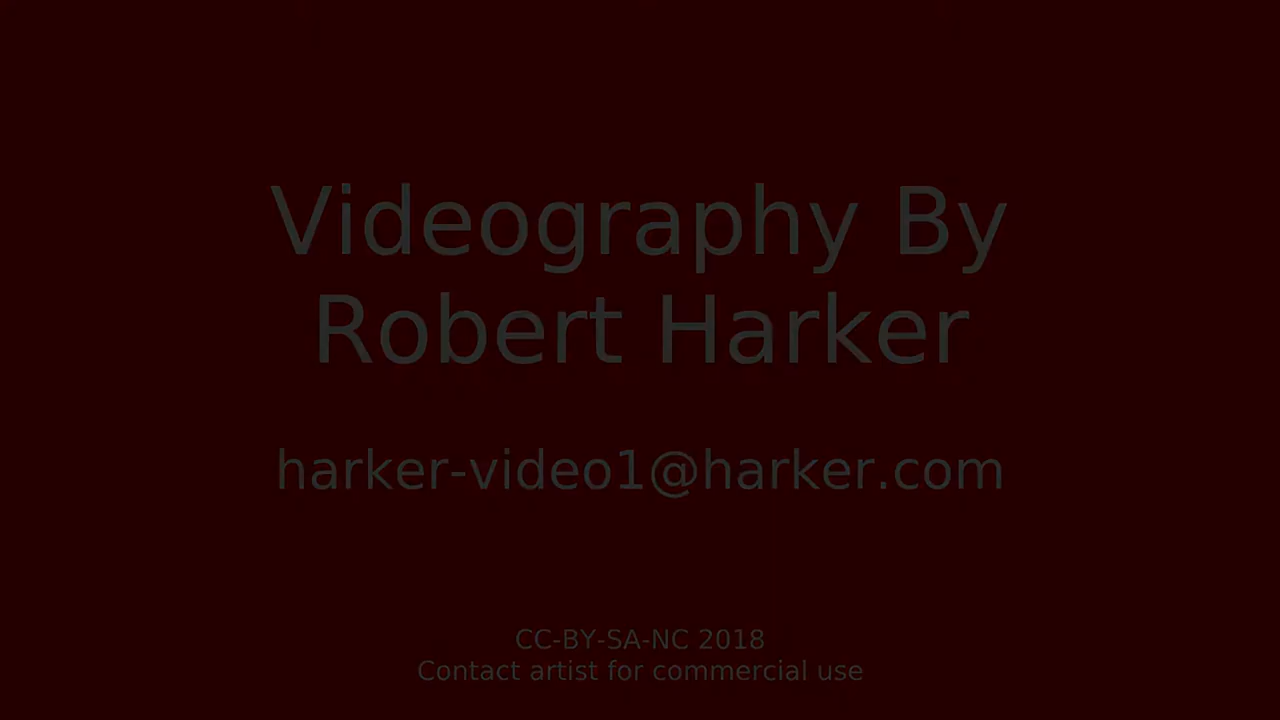 Videography By
Robert Harker
harker-video1@harker.com
CC-BY-SA-NC 2018
Contact artist for commercial use